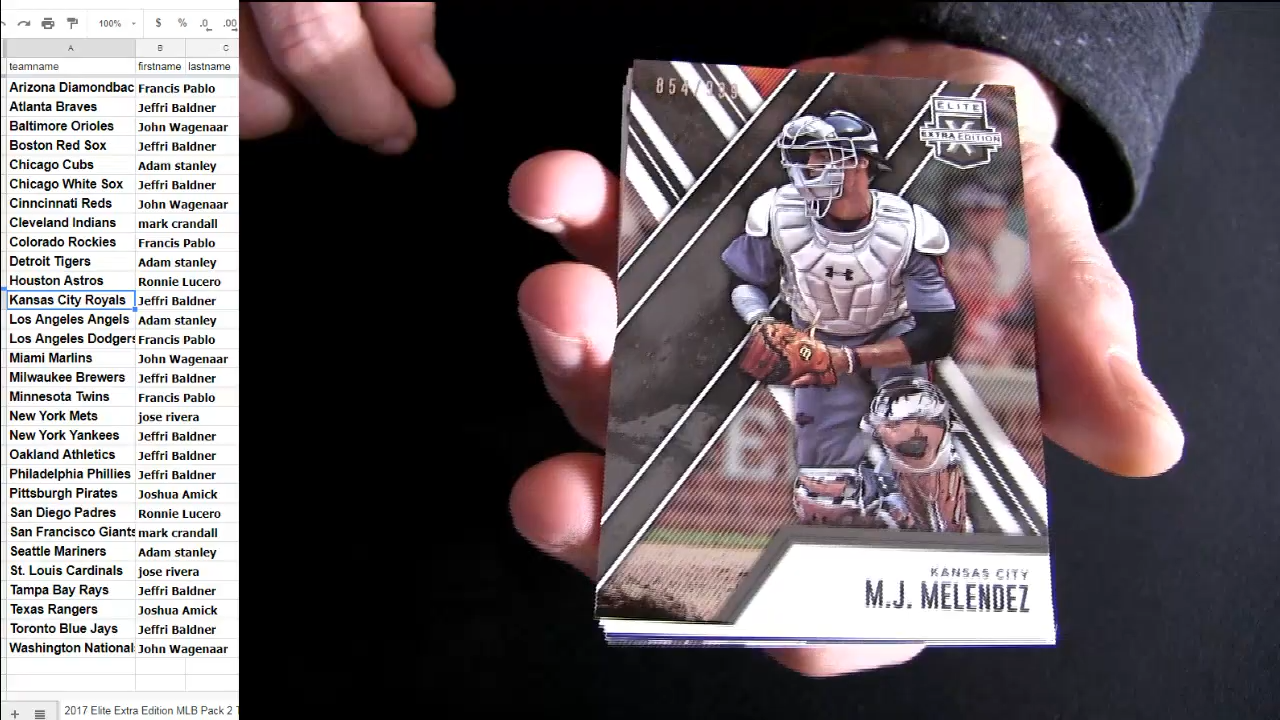 100%
$ % .0 .00
A B C
teamname firstname lastname
Arizona Diamondbac Francis Pablo
Atlanta Braves Jeffri Baldner
Baltimore Orioles John Wagenaar
Boston Red Sox Jeffri Baldner
Chicago Cubs Adam stanley
Chicago White Sox Jeffri Baldner
Cinncinnati Reds John Wagenaar
Cleveland Indians mark crandall
Colorado Rockies Francis Pablo
Detroit Tigers Adam stanley
Houston Astros Ronnie Lucero
Kansas City Royals Jeffri Baldner
Los Angeles Angels Adam stanley
Los Angeles Dodgers Francis Pablo
Miami Marlins John Wagenaar
Milwaukee Brewers Jeffri Baldner
Minnesota Twins Francis Pablo
New York Mets jose rivera
New York Yankees Jeffri Baldner
Oakland Athletics Jeffri Baldner
Philadelphia Phillies Jeffri Baldner
Pittsburgh Pirates Joshua Amick
San Diego Padres Ronnie Lucero
San Francisco Giants mark crandall
Seattle Mariners Adam stanley
St. Louis Cardinals jose rivera
Tampa Bay Rays Jeffri Baldner
Texas Rangers Joshua Amick
Toronto Blue Jays Jeffri Baldner
Washington National John Wagenaar
2017 Elite Extra Edition MLB Pack 2
854/999
ELITE
X
EXTRA EDITION
E
KANSAS CITY
M.J. MELENDEZ